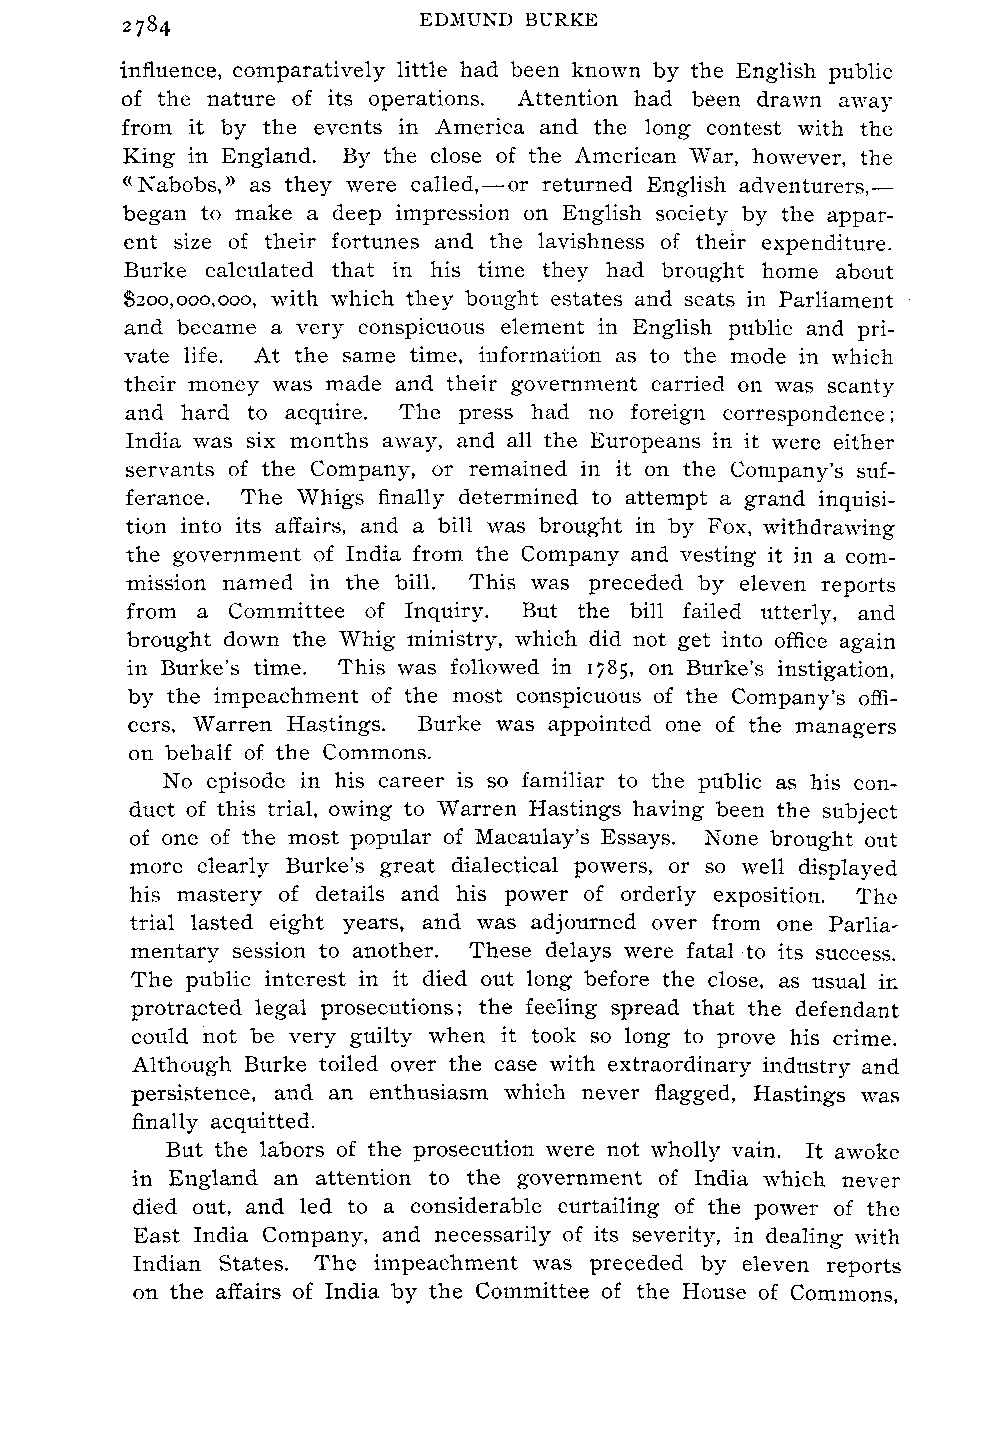 2784
EDMUND BURKE
influence, comparatively little had been known by the English public
of the nature of its operations. Attention had been drawn away
from it by the events in America and the long contest with the
King in England. By the close of the American War, however, the
«Nabobs,» as they were called,—or returned English adventurers,—
began to make a deep impression on English society by the appar-
ent size of their fortunes and the lavishness of their expenditure.
Burke calculated that in his time they had brought home about
$200,000,000, with which they bought estates and seats in Parliament
and became a very conspicuous element in English public and pri-
vate life. At the same time, information as to the mode in which
their money was made and their government carried on was scanty
and hard to acquire. The press had no foreign correspondence;
India was six months away, and all the Europeans in it were either
servants of the Company, or remained in it on the Company's suf-
ferance. The Whigs finally determined to attempt a grand inquisi-
tion into its affairs, and a bill was brought in by Fox, withdrawing
the government of India from the Company and vesting it in a com-
mission named in the bill. This was preceded by eleven reports
from a Committee of Inquiry. But the bill failed utterly, and
brought down the Whig ministry, which did not get into office again
in Burke's time. This was followed in 1785, on Burke's instigation,
by the impeachment of the most conspicuous of the Company's offi-
cers, Warren Hastings. Burke was appointed one of the managers
on behalf of the Commons.
No episode in his career is so familiar to the public as his con-
duct of this trial, owing to Warren Hastings having been the subject
of one of the most popular of Macaulay's Essays. None brought out
more clearly Burke's great dialectical powers, or so well displayed
his mastery of details and his power of orderly exposition. The
trial lasted eight years, and was adjourned over from one Parlia-
mentary session to another. These delays were fatal to its success.
The public interest in it died out long before the close, as usual in
protracted legal prosecutions; the feeling spread that the defendant
could not be very guilty when it took so long to prove his crime.
Although Burke toiled over the case with extraordinary industry and
persistence, and an enthusiasm which never flagged, Hastings was
finally acquitted.
But the labors of the prosecution were not wholly vain. It awoke
in England an attention to the government of India which never
died out, and led to a considerable curtailing of the power of the
East India Company, and necessarily of its severity, in dealing with
Indian States. The impeachment was preceded by eleven reports
on the affairs of India by the Committee of the House of Commons,